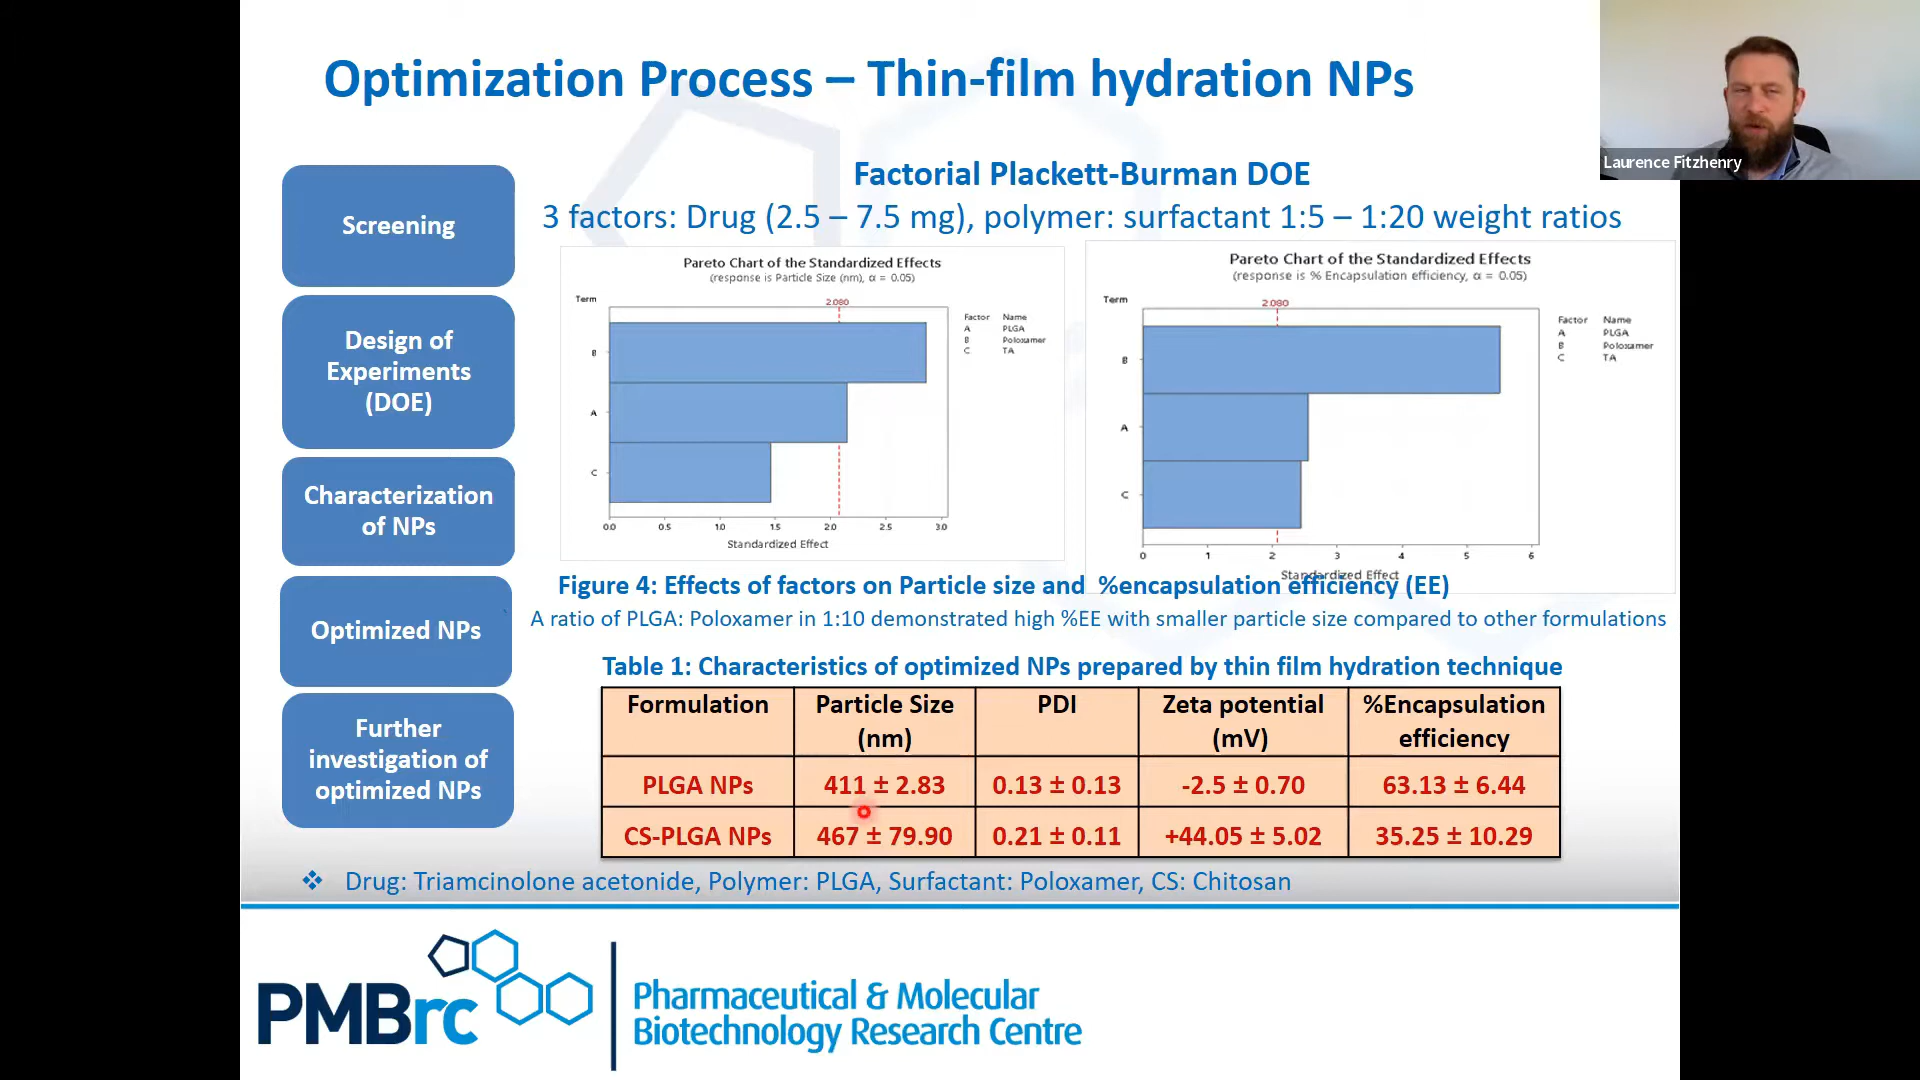 Optimization Process – Thin-film hydration NPs
Laurence Fitzhenry
Screening
Design of
Experiments
(DOE)
Characterization
of NPs
Optimized NPs
Further
investigation of
optimized NPs
Factorial Plackett-Burman DOE
3 factors: Drug (2.5 – 7.5 mg), polymer: surfactant 1:5 – 1:20 weight ratios
Pareto Chart of the Standardized Effects
(response is Particle Size (nm), α = 0.05)
Term
2.080
Factor Name
A PLGA
B Poloxamer
C TA
B
A
C
0.0 0.5 1.0 1.5 2.0 2.5 3.0
Standardized Effect
Pareto Chart of the Standardized Effects
(response is % Encapsulation efficiency, α = 0.05)
Term
2.080
Factor Name
A PLGA
B Poloxamer
C TA
B
A
C
0 1 2 3 4 5 6
Standardized Effect
Figure 4: Effects of factors on Particle size and %encapsulation efficiency (EE)
A ratio of PLGA: Poloxamer in 1:10 demonstrated high %EE with smaller particle size compared to other formulations
Table 1: Characteristics of optimized NPs prepared by thin film hydration technique
Formulation Particle Size (nm) PDI Zeta potential (mV) %Encapsulation efficiency
PLGA NPs 411 ± 2.83 0.13 ± 0.13 -2.5 ± 0.70 63.13 ± 6.44
CS-PLGA NPs 467 ± 79.90 0.21 ± 0.11 +44.05 ± 5.02 35.25 ± 10.29
❖ Drug: Triamcinolone acetonide, Polymer: PLGA, Surfactant: Poloxamer, CS: Chitosan
PMBrc
Pharmaceutical & Molecular
Biotechnology Research Centre